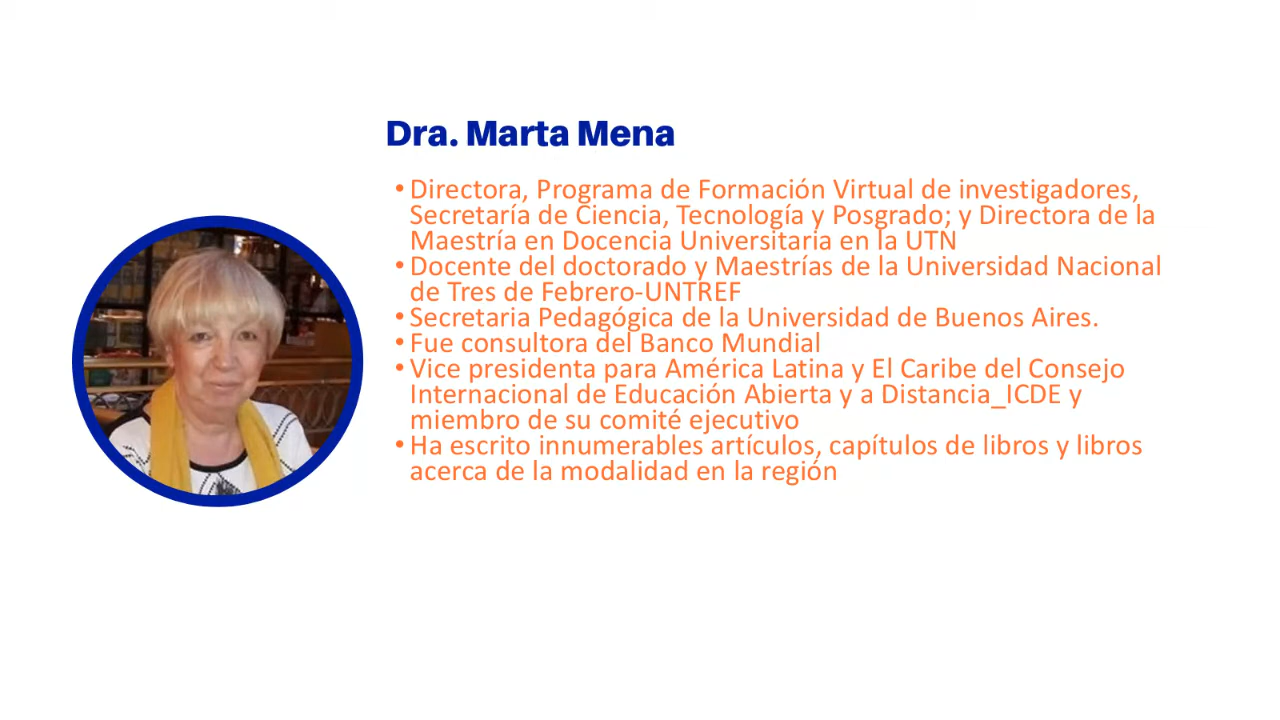 Dra. Marta Mena
• Directora, Programa de Formación Virtual de investigadores,
Secretaría de Ciencia, Tecnología y Posgrado; y Directora de la
Maestría en Docencia Universitaria en la UTN
• Docente del doctorado y Maestrías de la Universidad Nacional
de Tres de Febrero-UNTREF
• Secretaria Pedagógica de la Universidad de Buenos Aires.
• Fue consultora del Banco Mundial
• Vice presidenta para América Latina y El Caribe del Consejo
Internacional de Educación Abierta y a Distancia_ICDE y
miembro de su comité ejecutivo
• Ha escrito innumerables artículos, capítulos de libros y libros
acerca de la modalidad en la región